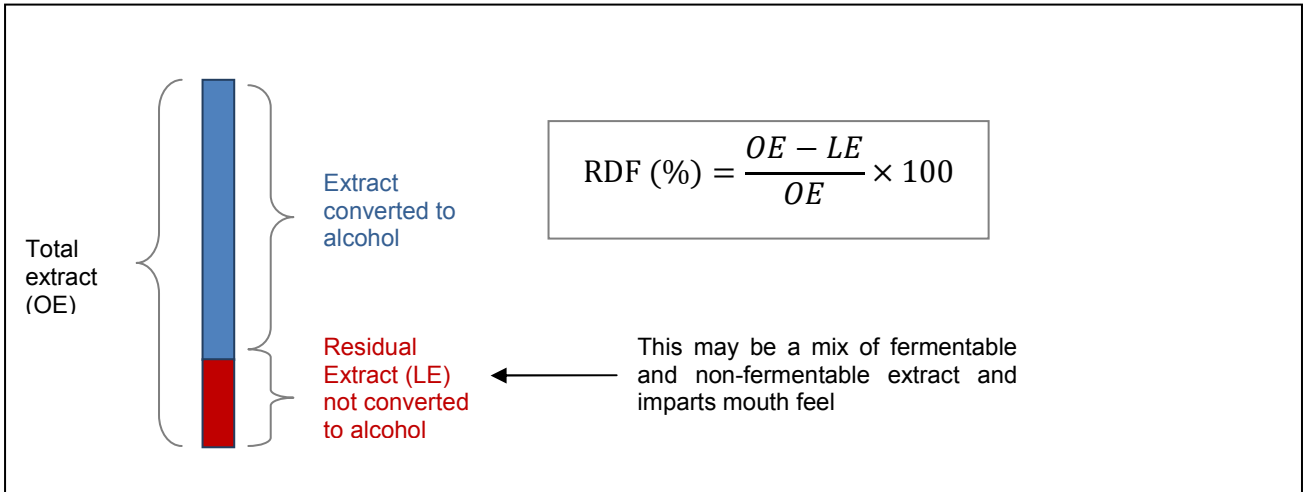 Total
extract
(OE)
Extract
converted to
alcohol
RDF (%) = \frac{OE - LE}{OE} × 100
Residual
Extract (LE)
not converted
to alcohol
This may be a mix of fermentable
and non-fermentable extract and
imparts mouth feel